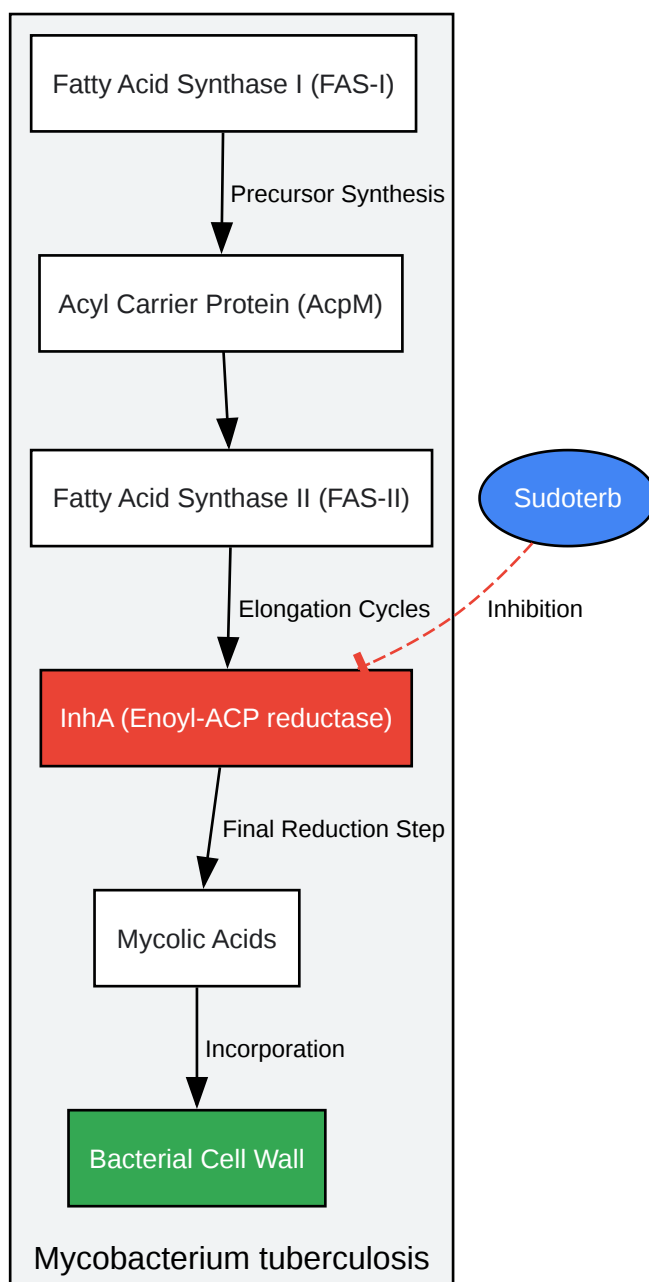 Fatty Acid Synthase I (FAS-I)
Precursor Synthesis
Acyl Carrier Protein (AcpM)
Fatty Acid Synthase II (FAS-II)
Sudoterb
Elongation Cycles
Inhibition
InhA (Enoyl-ACP reductase)
Final Reduction Step
Mycolic Acids
Incorporation
Bacterial Cell Wall
Mycobacterium tuberculosis